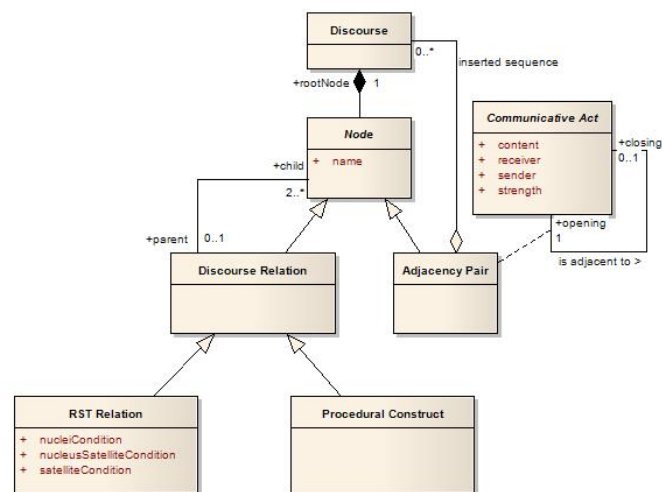 Discourse
0..*
inserted sequence
+rootNode 1
Communicative Act
+ content
+ receiver
+ sender
+ strength
+closing
0..1
Node
+ name
+child
2..*
+opening
1
is adjacent to >
+parent 0..1
Discourse Relation
Adjacency Pair
RST Relation
+ nucleiCondition
+ nucleusSatelliteCondition
+ satelliteCondition
Procedural Construct